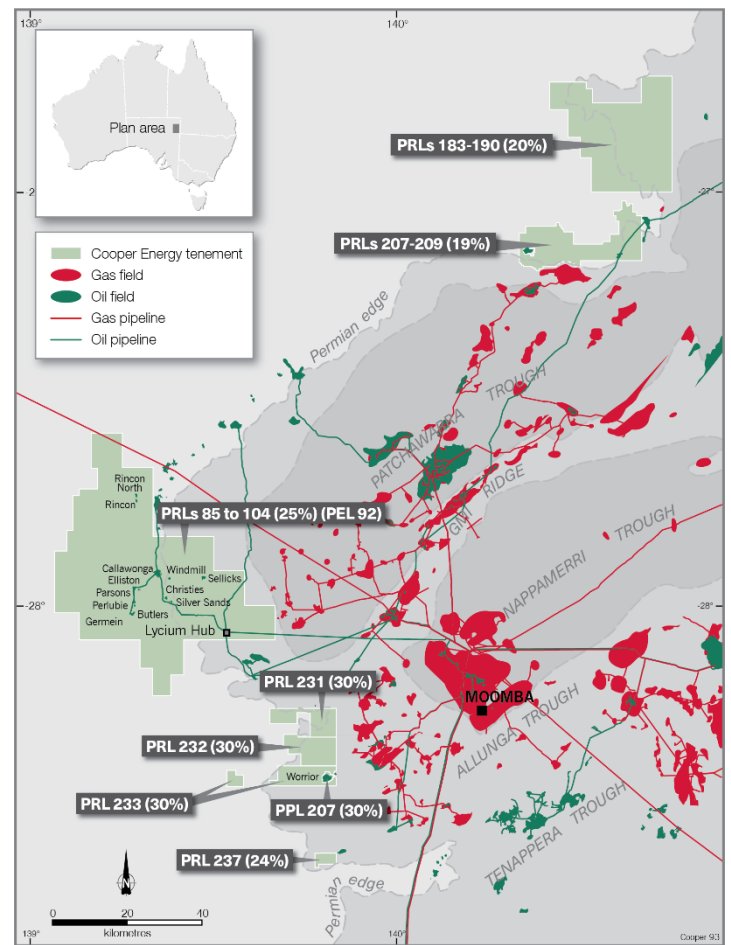 139°
140°
Plan area
PRLs 183-190 (20%)
-27°
PRLs 207-209 (19%)
Cooper Energy tenement
Gas field
Oil field
Gas pipeline
Oil pipeline
Permian edge
PATCHAWARRA TROUGH
GMI RIDGE
NAPPAMERRI TROUGH
Rincon
North
Rincon
PRLs 85 to 104 (25%) (PEL 92)
Callawonga
Windmill
Elliston
Sellicks
Parsons
Christies
Perlubie
Silver Sands
Butlers
Germein
-28°
-28°
Lycium Hub
PRL 231 (30%)
MOOMBA
ALLUNGA TROUGH
PRL 232 (30%)
Worrior
PRL 233 (30%)
PPL 207 (30%)
TENAPPERA TROUGH
PRL 237 (24%)
Permian edge
0 20 40
kilometres
139°
140°
Cooper 93